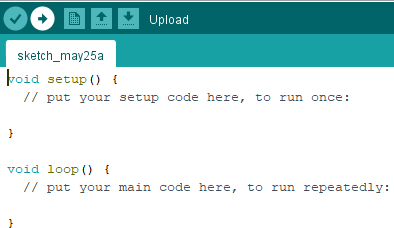 Upload
sketch_may25a
void setup() {
  // put your setup code here, to run once:
}
void loop() {
  // put your main code here, to run repeatedly:
}